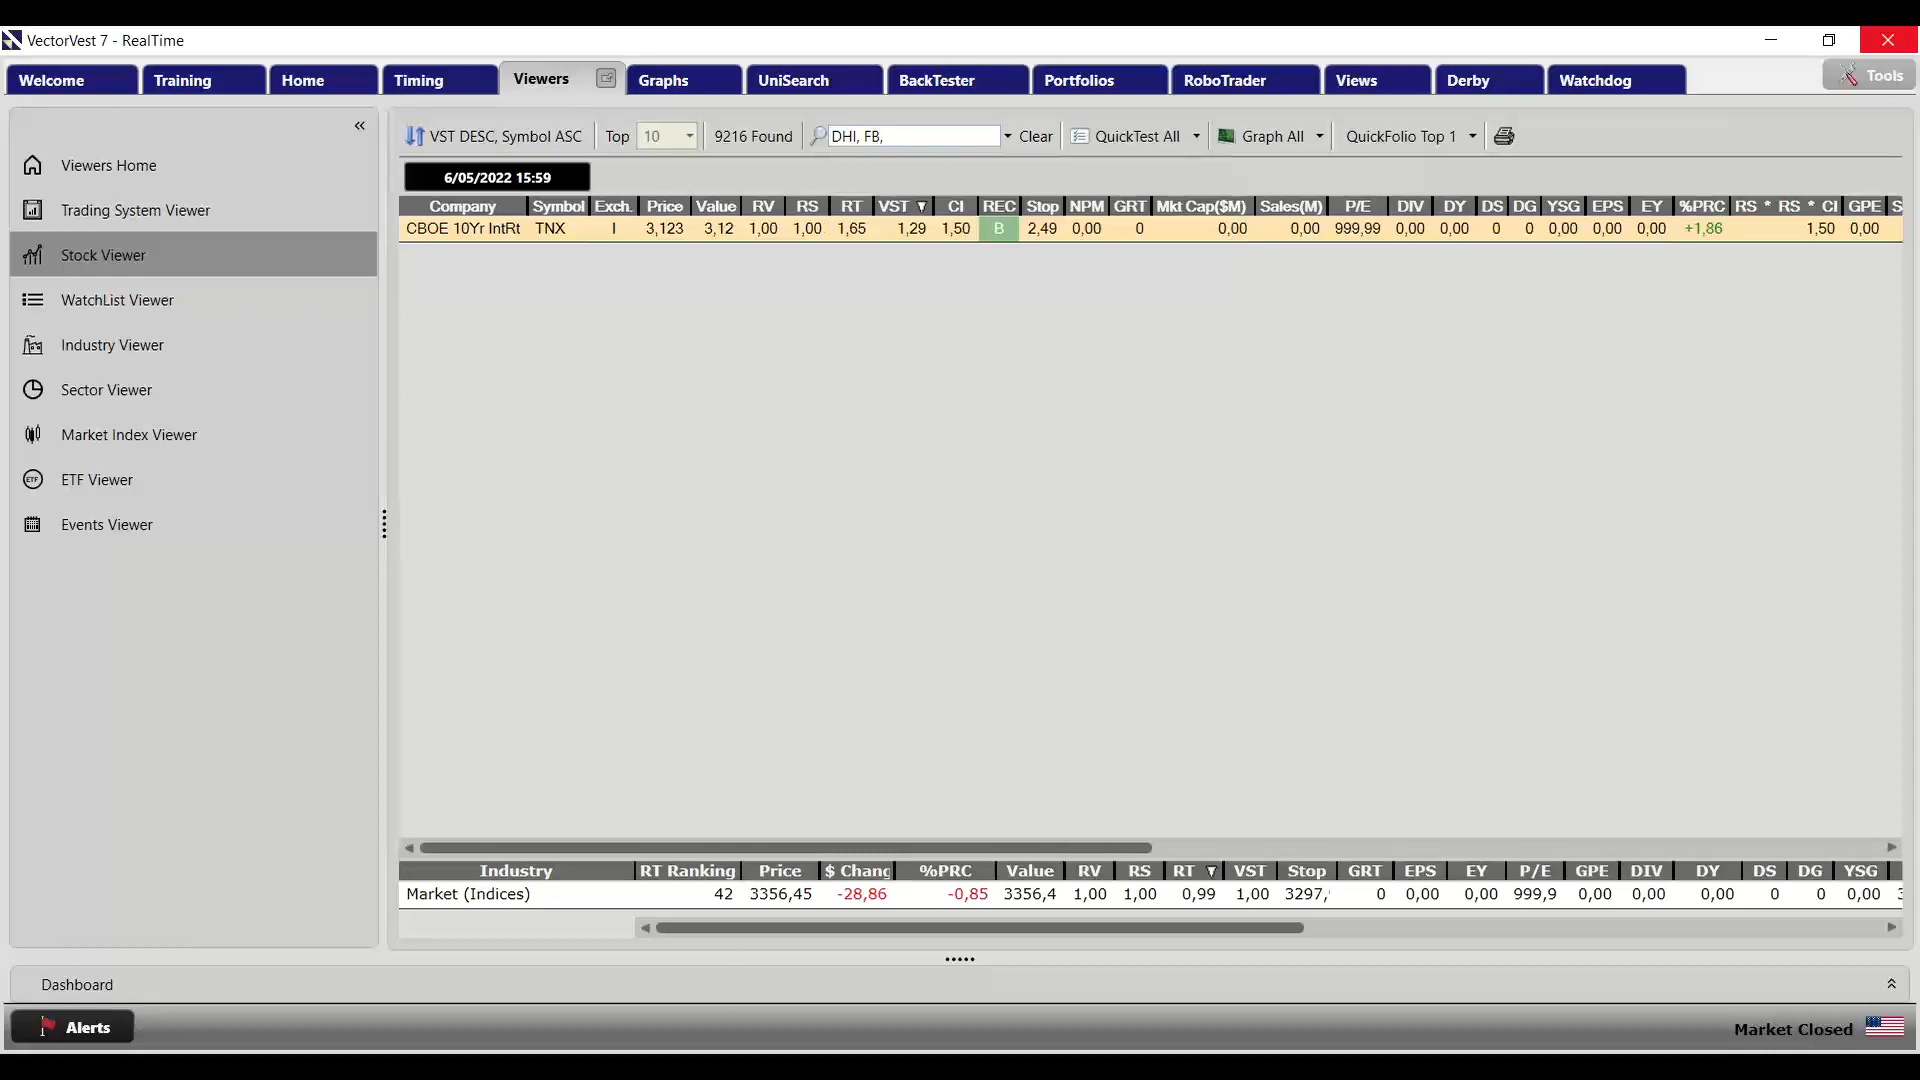 VectorVest 7 - RealTime
Welcome Training Home Timing Viewers Graphs UniSearch BackTester Portfolios RoboTrader Views Derby Watchdog Tools
VST DESC, Symbol ASC Top 10 9216 Found DHI, FB, Clear QuickTest All Graph All QuickFolio Top 1
6/05/2022 15:59
Viewers Home
Trading System Viewer
Stock Viewer
WatchList Viewer
Industry Viewer
Sector Viewer
Market Index Viewer
ETF Viewer
Events Viewer
Company Symbol Exch. Price Value RV RS RT VST CI REC Stop NPM GRT Mkt Cap($M) Sales(M) P/E DIV DY DS DG YSG EPS EY %PRC RS * RS * CI GPE S
CBOE 10Yr IntRt TNX I 3,123 3,12 1,00 1,00 1,65 1,29 1,50 B 2,49 0,00 0 0,00 0,00 999,99 0,00 0,00 0 0 0,00 0,00 0,00 +1,86 1,50 0,00
Industry RT Ranking Price $ Chang %PRC Value RV RS RT VST Stop GRT EPS EY P/E GPE DIV DY DS DG YSG
Market (Indices) 42 3356,45 -28,86 -0,85 3356,4 1,00 1,00 0,99 1,00 3297, 0 0,00 0,00 999,9 0,00 0,00 0,00 0 0 0,00
Dashboard
Alerts
Market Closed